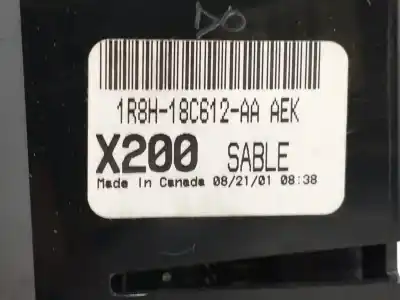 1R8H-18C612-AA AEK
X200 SABLE
Made In Canada 08/21/01 08:38